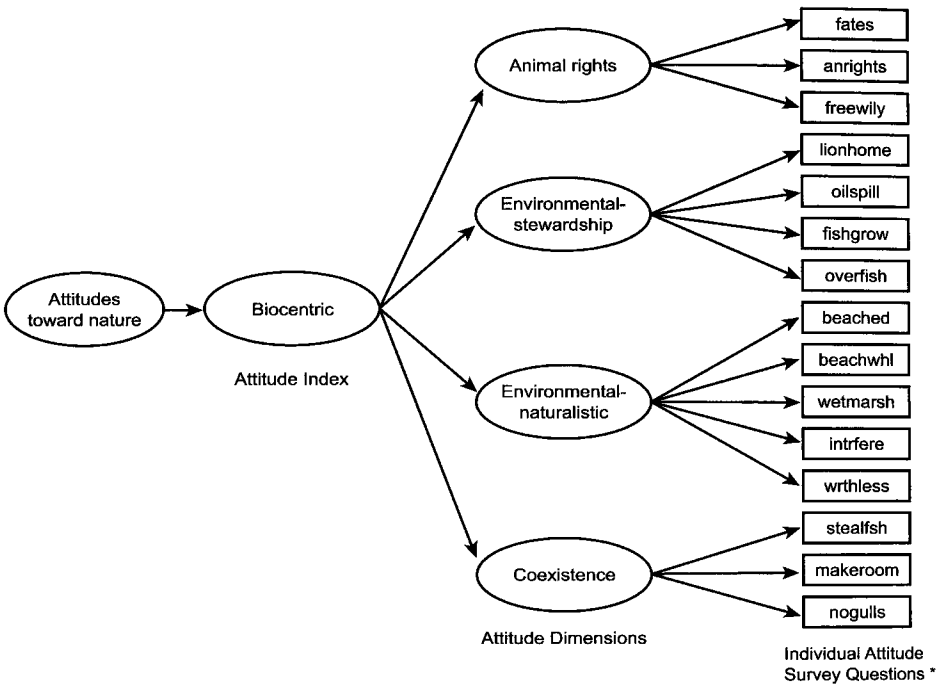 Attitudes
toward nature
Biocentric
Attitude Index
Animal rights
Environmental-
stewardship
Environmental-
naturalistic
Coexistence
Attitude Dimensions
fates
anrights
freewily
lionhome
oilspill
fishgrow
overfish
beached
beachwhl
wetmarsh
intrfere
wrthless
stealfsh
makeroom
nogulls
Individual Attitude
Survey Questions *